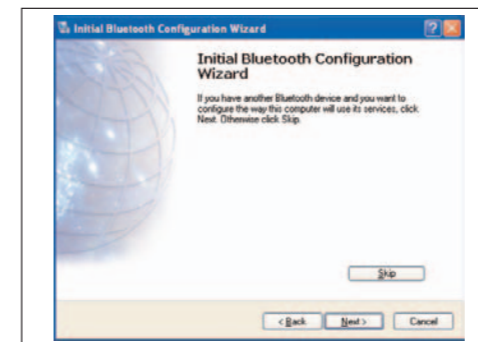 Initial Bluetooth Configuration Wizard
Initial Bluetooth Configuration
Wizard
If you have another Bluetooth device and you want to
configure the way this computer will use its services, click
Next. Otherwise click Skip.
Skip
< Back Next > Cancel